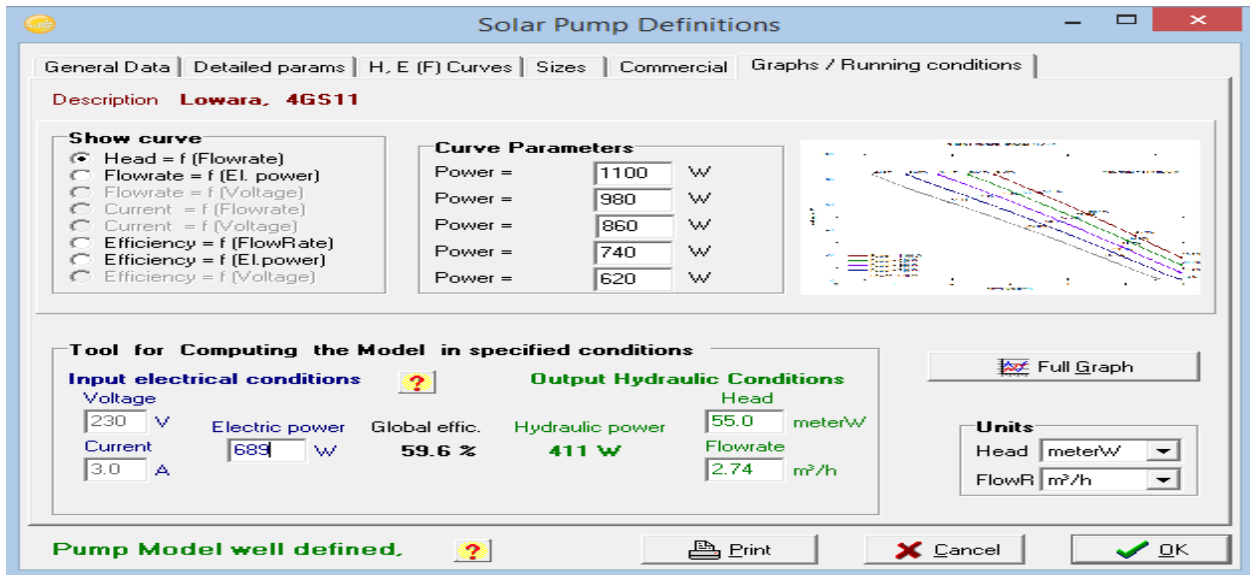 Solar Pump Definitions
General Data Detailed params H, E (F) Curves Sizes Commercial Graphs / Running conditions
Description Lowara, 4GS11
Show curve
Head = f (Flowrate)
Flowrate = f (El. power)
Flowrate = f (Voltage)
Current = f (Flowrate)
Current = f (Voltage)
Efficiency = f (FlowRate)
Efficiency = f (El.power)
Efficiency = f (Voltage)
Curve Parameters
Power = 1100 W
Power = 980 W
Power = 860 W
Power = 740 W
Power = 620 W
Tool for Computing the Model in specified conditions
Input electrical conditions ? Output Hydraulic Conditions
Voltage
230 V
Current
3.0 A
Electric power
689 W
Global effic.
59.6 %
Hydraulic power
411 W
Head
55.0 meterW
Flowrate
2.74 m³/h
Full Graph
Units
Head meterW
FlowR m³/h
Pump Model well defined, ? Print Cancel OK